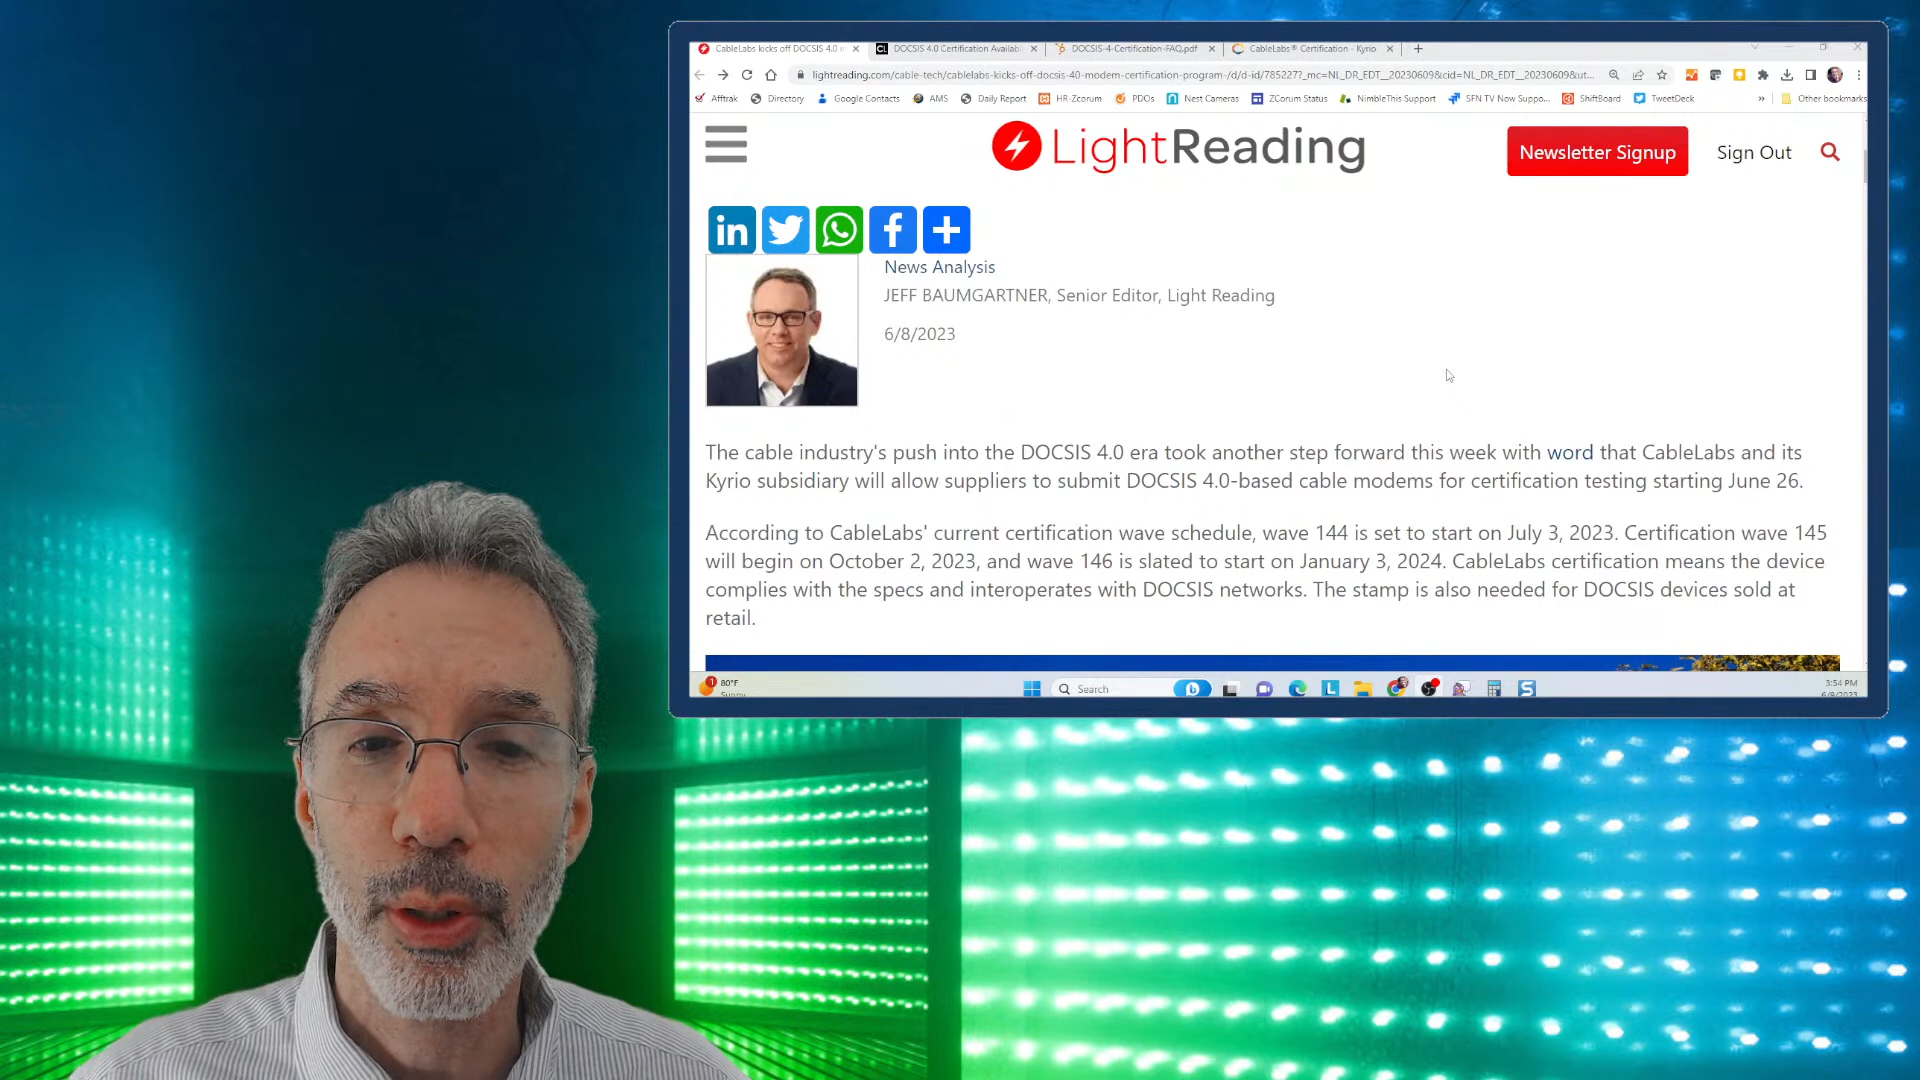 CableLabs kicks off DOCSIS 4.0 m
DOCSIS 4.0 Certification Availab
DOCSIS-4-Certification-FAQ.pdf
CableLabs® Certification - Kyrio
lightreading.com/cable-tech/cablelabs-kicks-off-docsis-40-modem-certification-program-/d/d-id/785227?_mc=NL_DR_EDT__20230609&cid=NL_DR_EDT__20230609&ut...
Afftrak Directory Google Contacts AMS Daily Report HR-Zcorum PDOs Nest Cameras ZCorum Status NimbleThis Support SFN TV Now Suppo... ShiftBoard TweetDeck » Other bookmarks
LightReading
Newsletter Signup
Sign Out
in
f
News Analysis
JEFF BAUMGARTNER, Senior Editor, Light Reading
6/8/2023
The cable industry's push into the DOCSIS 4.0 era took another step forward this week with word that CableLabs and its
Kyrio subsidiary will allow suppliers to submit DOCSIS 4.0-based cable modems for certification testing starting June 26.
According to CableLabs' current certification wave schedule, wave 144 is set to start on July 3, 2023. Certification wave 145
will begin on October 2, 2023, and wave 146 is slated to start on January 3, 2024. CableLabs certification means the device
complies with the specs and interoperates with DOCSIS networks. The stamp is also needed for DOCSIS devices sold at
retail.
1
80°F
Sunny
Search
3:54 PM
6/9/2023